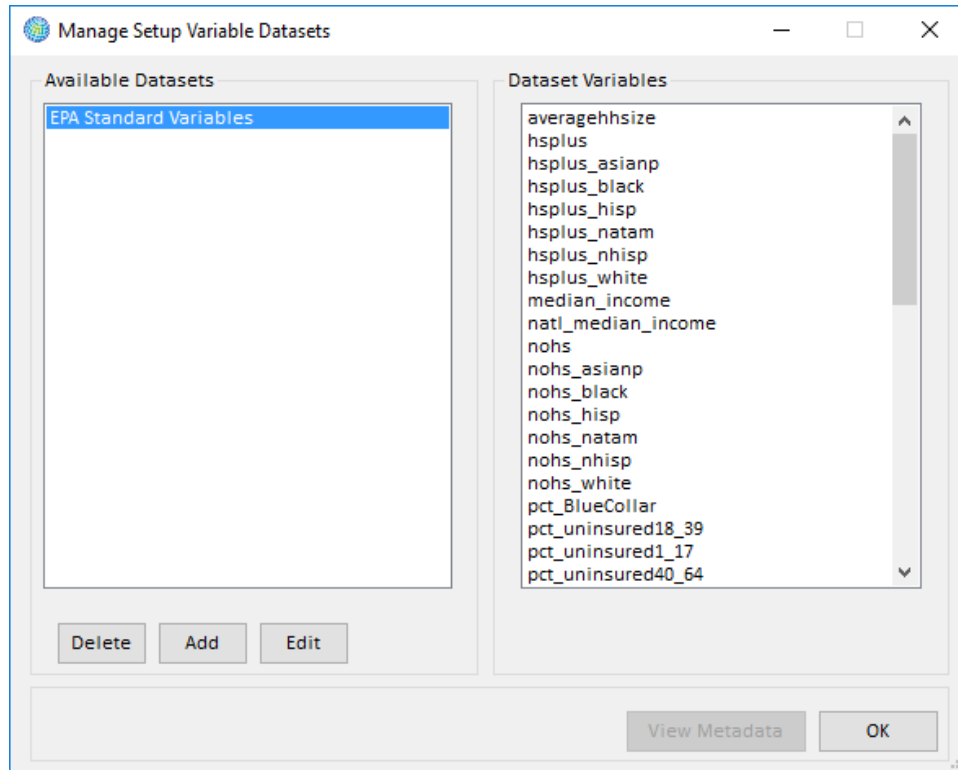 Manage Setup Variable Datasets
Available Datasets
EPA Standard Variables
Delete
Add
Edit
Dataset Variables
averagehhsize
hsplus
hsplus_asianp
hsplus_black
hsplus_hisp
hsplus_natam
hsplus_nhisp
hsplus_white
median_income
natl_median_income
nohs
nohs_asianp
nohs_black
nohs_hisp
nohs_natam
nohs_nhisp
nohs_white
pct_BlueCollar
pct_uninsured18_39
pct_uninsured1_17
pct_uninsured40_64
View Metadata
OK